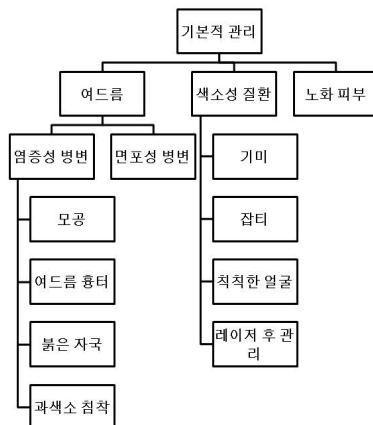 기본적 관리
여드름
색소성 질환
노화 피부
염증성 병변
면포성 병변
기미
모공
잡티
여드름 흉터
칙칙한 얼굴
붉은 자국
레이저 후 관
리
과색소 침착